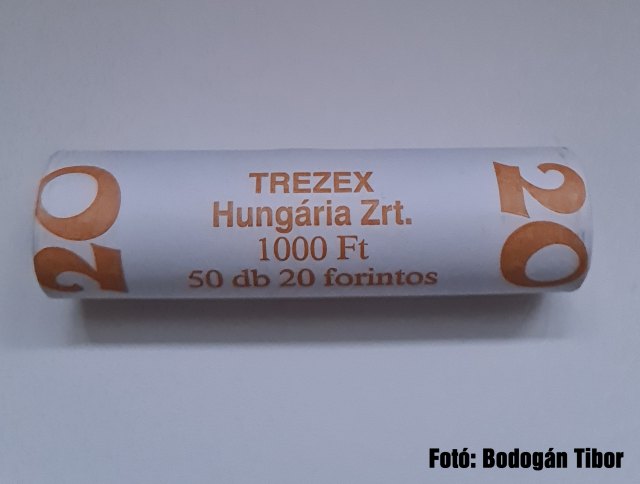 20
TREZEX
Hungária Zrt.
1000 Ft
50 db 20 forintos
20
Fotó: Bodogán Tibor